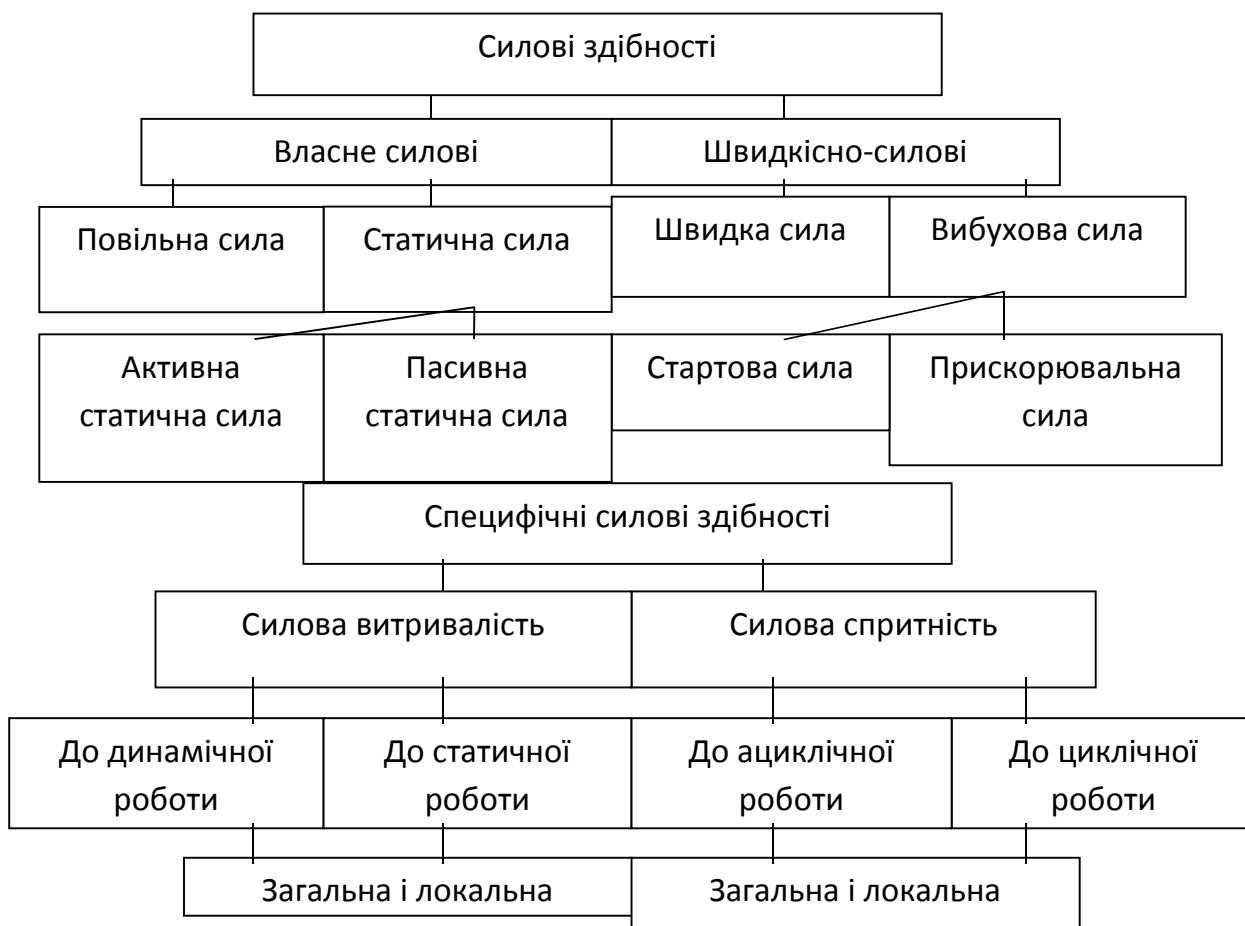 Силові здібності
Власне силові
Швидкісно-силові
Повільна сила
Статична сила
Швидка сила
Вибухова сила
Активна
статична сила
Пасивна
статична сила
Стартова сила
Прискорювальна
сила
Специфічні силові здібності
Силова витривалість
Силова спритність
До динамічної
роботи
До статичної
роботи
До ациклічної
роботи
До циклічної
роботи
Загальна і локальна
Загальна і локальна